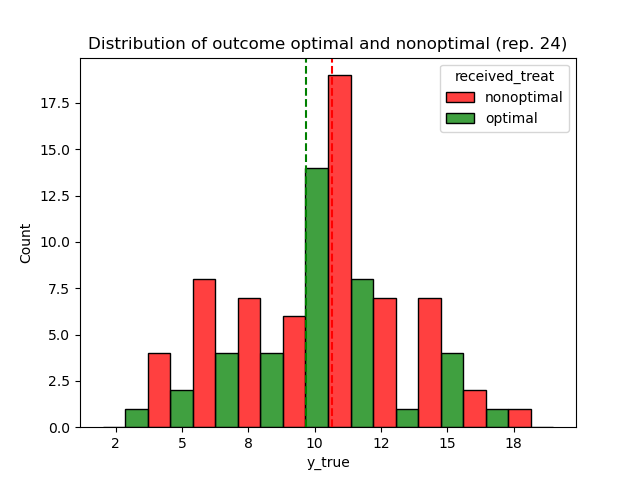 Distribution of outcome optimal and nonoptimal (rep. 24)
received_treat
nonoptimal
optimal
17.5
15.0
12.5
10.0
7.5
5.0
2.5
0.0
Count
2 5 8 10 12 15 18
y_true